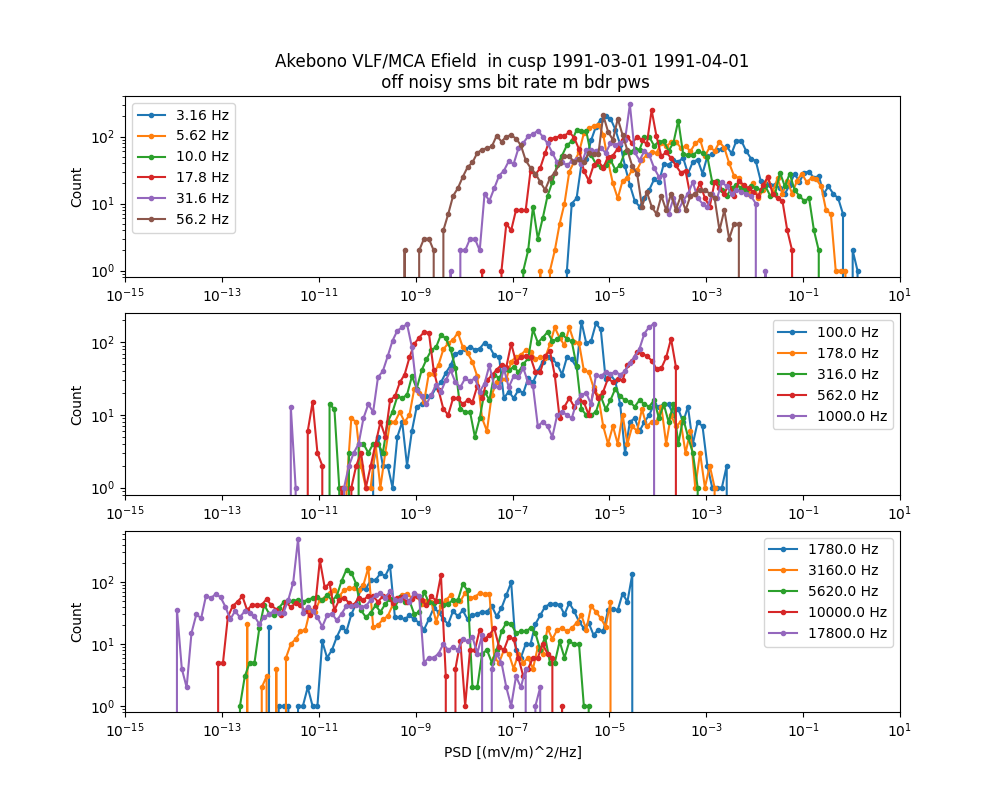 Akebono VLF/MCA Efield  in cusp 1991-03-01 1991-04-01
off noisy sms bit rate m bdr pws
Count
10^2
10^1
10^0
3.16 Hz
5.62 Hz
10.0 Hz
17.8 Hz
31.6 Hz
56.2 Hz
10^-15 10^-13 10^-11 10^-9 10^-7 10^-5 10^-3 10^-1 10^1
Count
10^2
10^1
10^0
100.0 Hz
178.0 Hz
316.0 Hz
562.0 Hz
1000.0 Hz
10^-15 10^-13 10^-11 10^-9 10^-7 10^-5 10^-3 10^-1 10^1
Count
10^2
10^1
10^0
1780.0 Hz
3160.0 Hz
5620.0 Hz
10000.0 Hz
17800.0 Hz
10^-15 10^-13 10^-11 10^-9 10^-7 10^-5 10^-3 10^-1 10^1
PSD [(mV/m)^2/Hz]